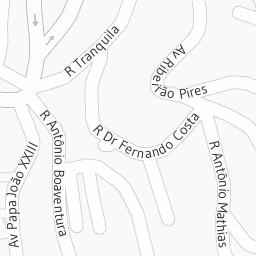 R Tranquila
Av Ribeirão Pires
R Dr Fernando Costa
R Antônio Boaventura
Av Papa João XXIII
R Antônio Mathias